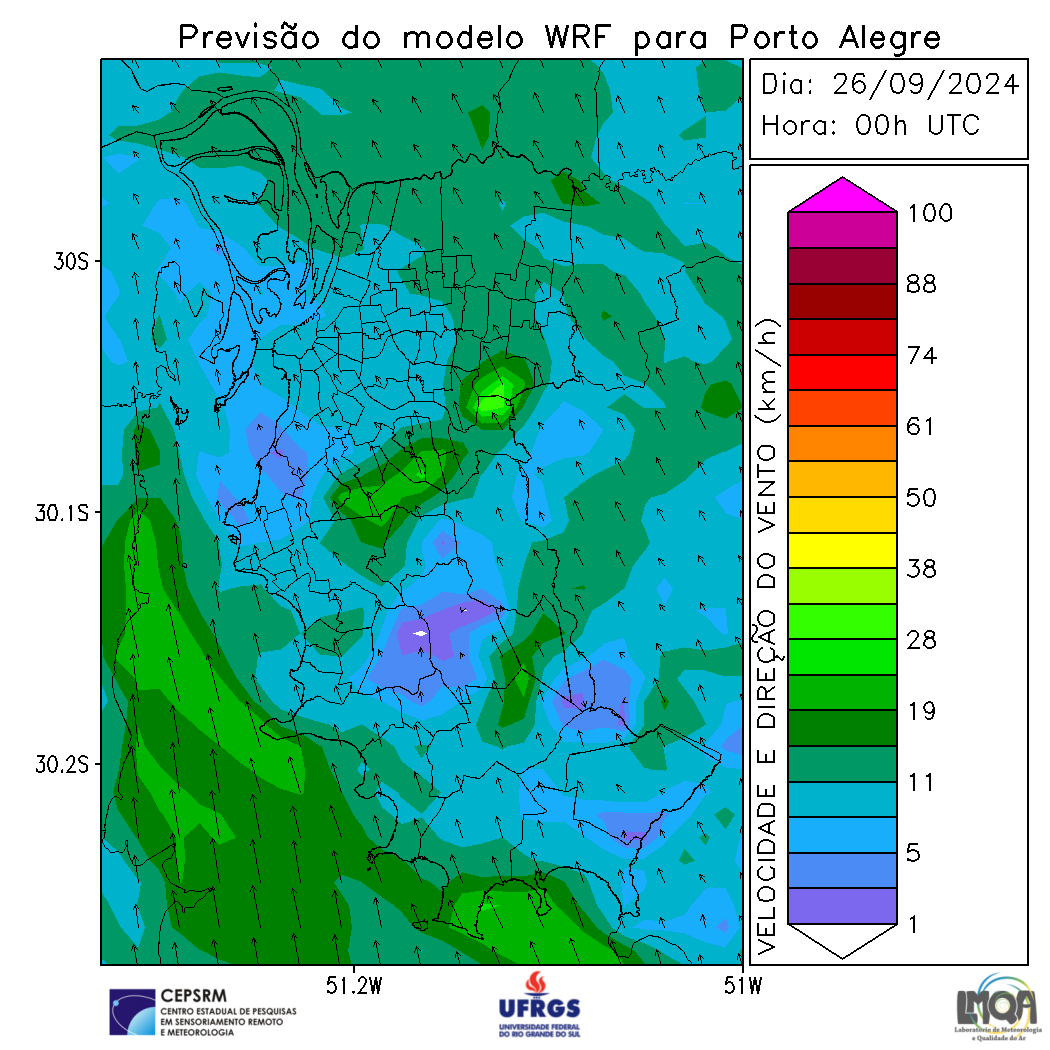 Previsão do modelo WRF para Porto Alegre
Dia: 26/09/2024
Hora: 00h UTC
30S
30.1S
30.2S
51.2W
51W
VELOCIDADE E DIREÇÃO DO VENTO (km/h)
100
88
74
61
50
38
28
19
11
5
1
CEPSRM
CENTRO ESTADUAL DE PESQUISAS
EM SENSORIAMENTO REMOTO
E METEOROLOGIA
UFRGS
UNIVERSIDADE FEDERAL
DO RIO GRANDE DO SUL
LMQA
Laboratório de Meteorologia
e Qualidade do Ar